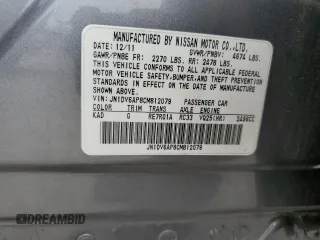 MANUFACTURED BY NISSAN MOTOR CO.,LTD.
DATE: 12/11 GVWR/PNBV: 4674 LBS.
GAWR/PNBE FR: 2270 LBS. RR: 2478 LBS.
THIS VEHICLE CONFORMS TO ALL APPLICABLE FEDERAL
MOTOR VEHICLE SAFETY,BUMPER,AND THEFT PREVENTION
STANDARDS IN EFFECT ON THE DATE OF MANUFACTURE
SHOWN ABOVE.
VIN: JN1DV6AP8CM812079 PASSENGER CAR
COLOR TRIM TRANS AXLE ENGINE
KAD G RE7R01A RC33 VQ25(HR) 2496CC
JN1DV6AP8CM812079
DREAMBID